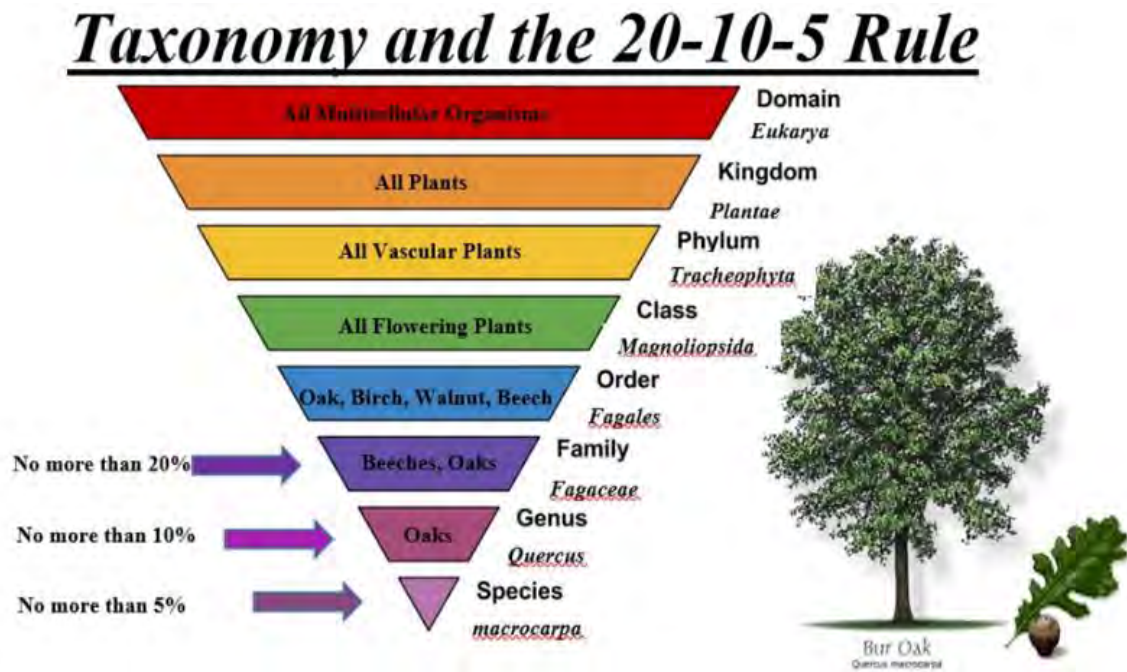 Taxonomy and the 20-10-5 Rule
All Multicellular Organisms
Domain
Eukarya
All Plants
Kingdom
Plantae
All Vascular Plants
Phylum
Tracheophyta
All Flowering Plants
Class
Magnoliopsida
Oak, Birch, Walnut, Beech
Order
Fagales
No more than 20%
Beeches, Oaks
Family
Fagaceae
No more than 10%
Oaks
Genus
Quercus
No more than 5%
Species
macrocarpa
Bur Oak
Quercus macrocarpa